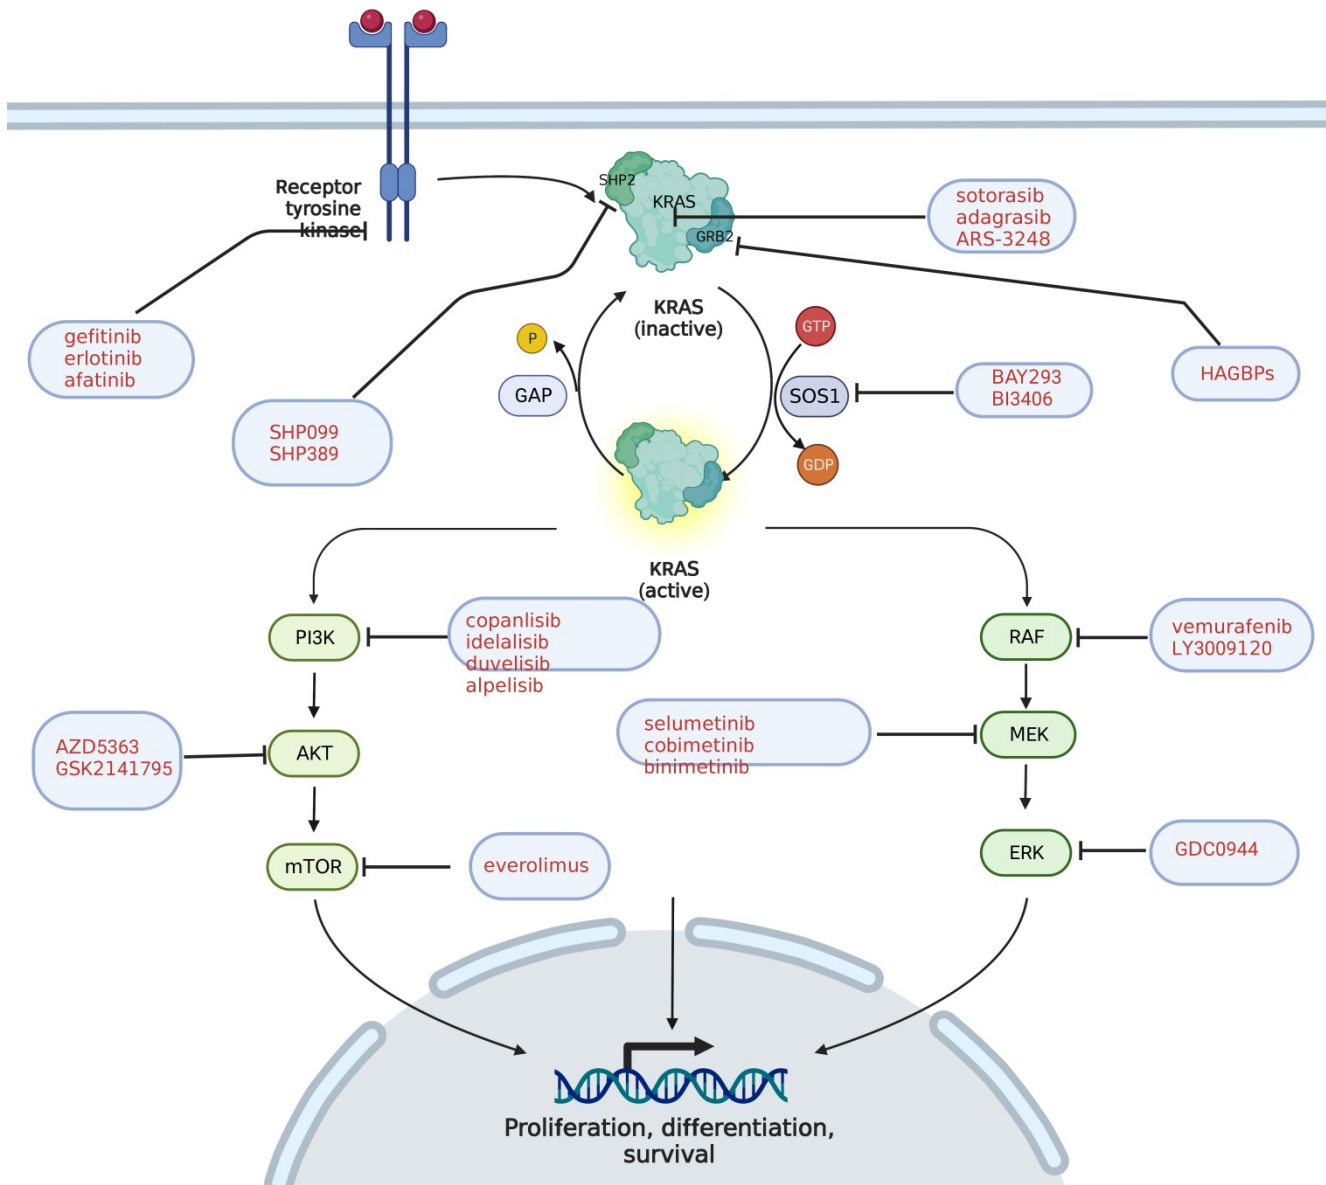 Receptor
tyrosine
kinase
SHP2
KRAS
GRB2
sotorasib
adagrasib
ARS-3248
KRAS
(inactive)
gefitinib
erlotinib
afatinib
P
GTP
GAP
SOS1
BAY293
BI3406
HAGBPs
SHP099
SHP389
GDP
KRAS
(active)
PI3K
copanlisib
idelalisib
duvelisib
alpelisib
RAF
vemurafenib
LY3009120
AZD5363
GSK2141795
AKT
selumetinib
cobimetinib
binimetinib
MEK
mTOR
everolimus
ERK
GDC0944
Proliferation, differentiation,
survival